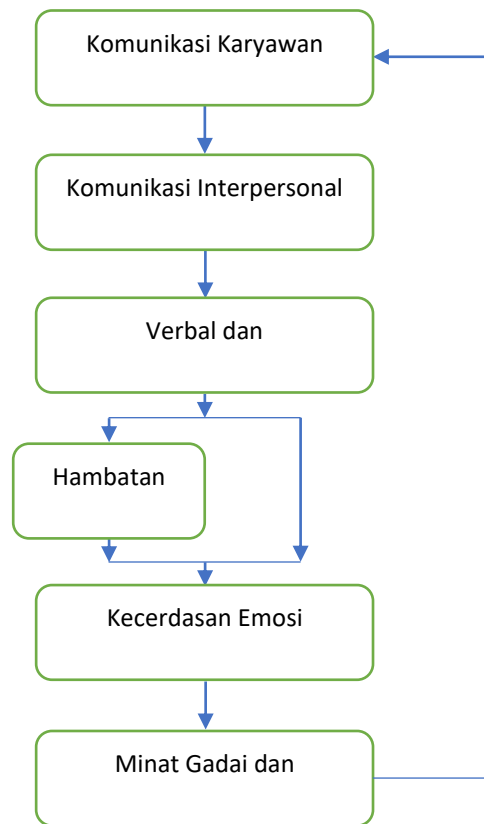 Komunikasi Karyawan
Komunikasi Interpersonal
Verbal dan
Hambatan
Kecerdasan Emosi
Minat Gadai dan